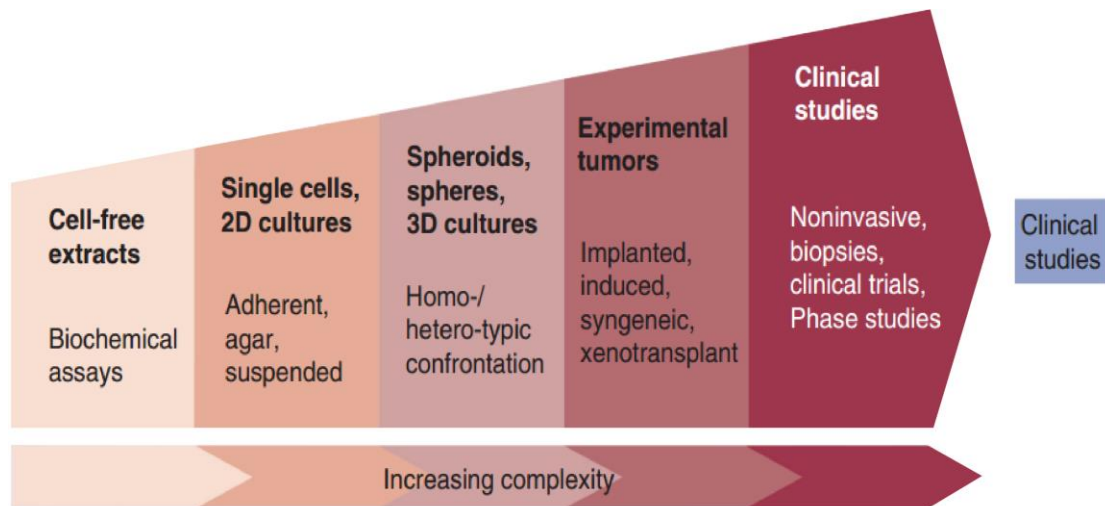 Cell-free
extracts
Biochemical
assays
Single cells,
2D cultures
Adherent,
agar,
suspended
Spheroids,
spheres,
3D cultures
Homo-/
hetero-typic
confrontation
Experimental
tumors
Implanted,
induced,
syngeneic,
xenotransplant
Clinical
studies
Noninvasive,
biopsies,
clinical trials,
Phase studies
Clinical
studies
Increasing complexity